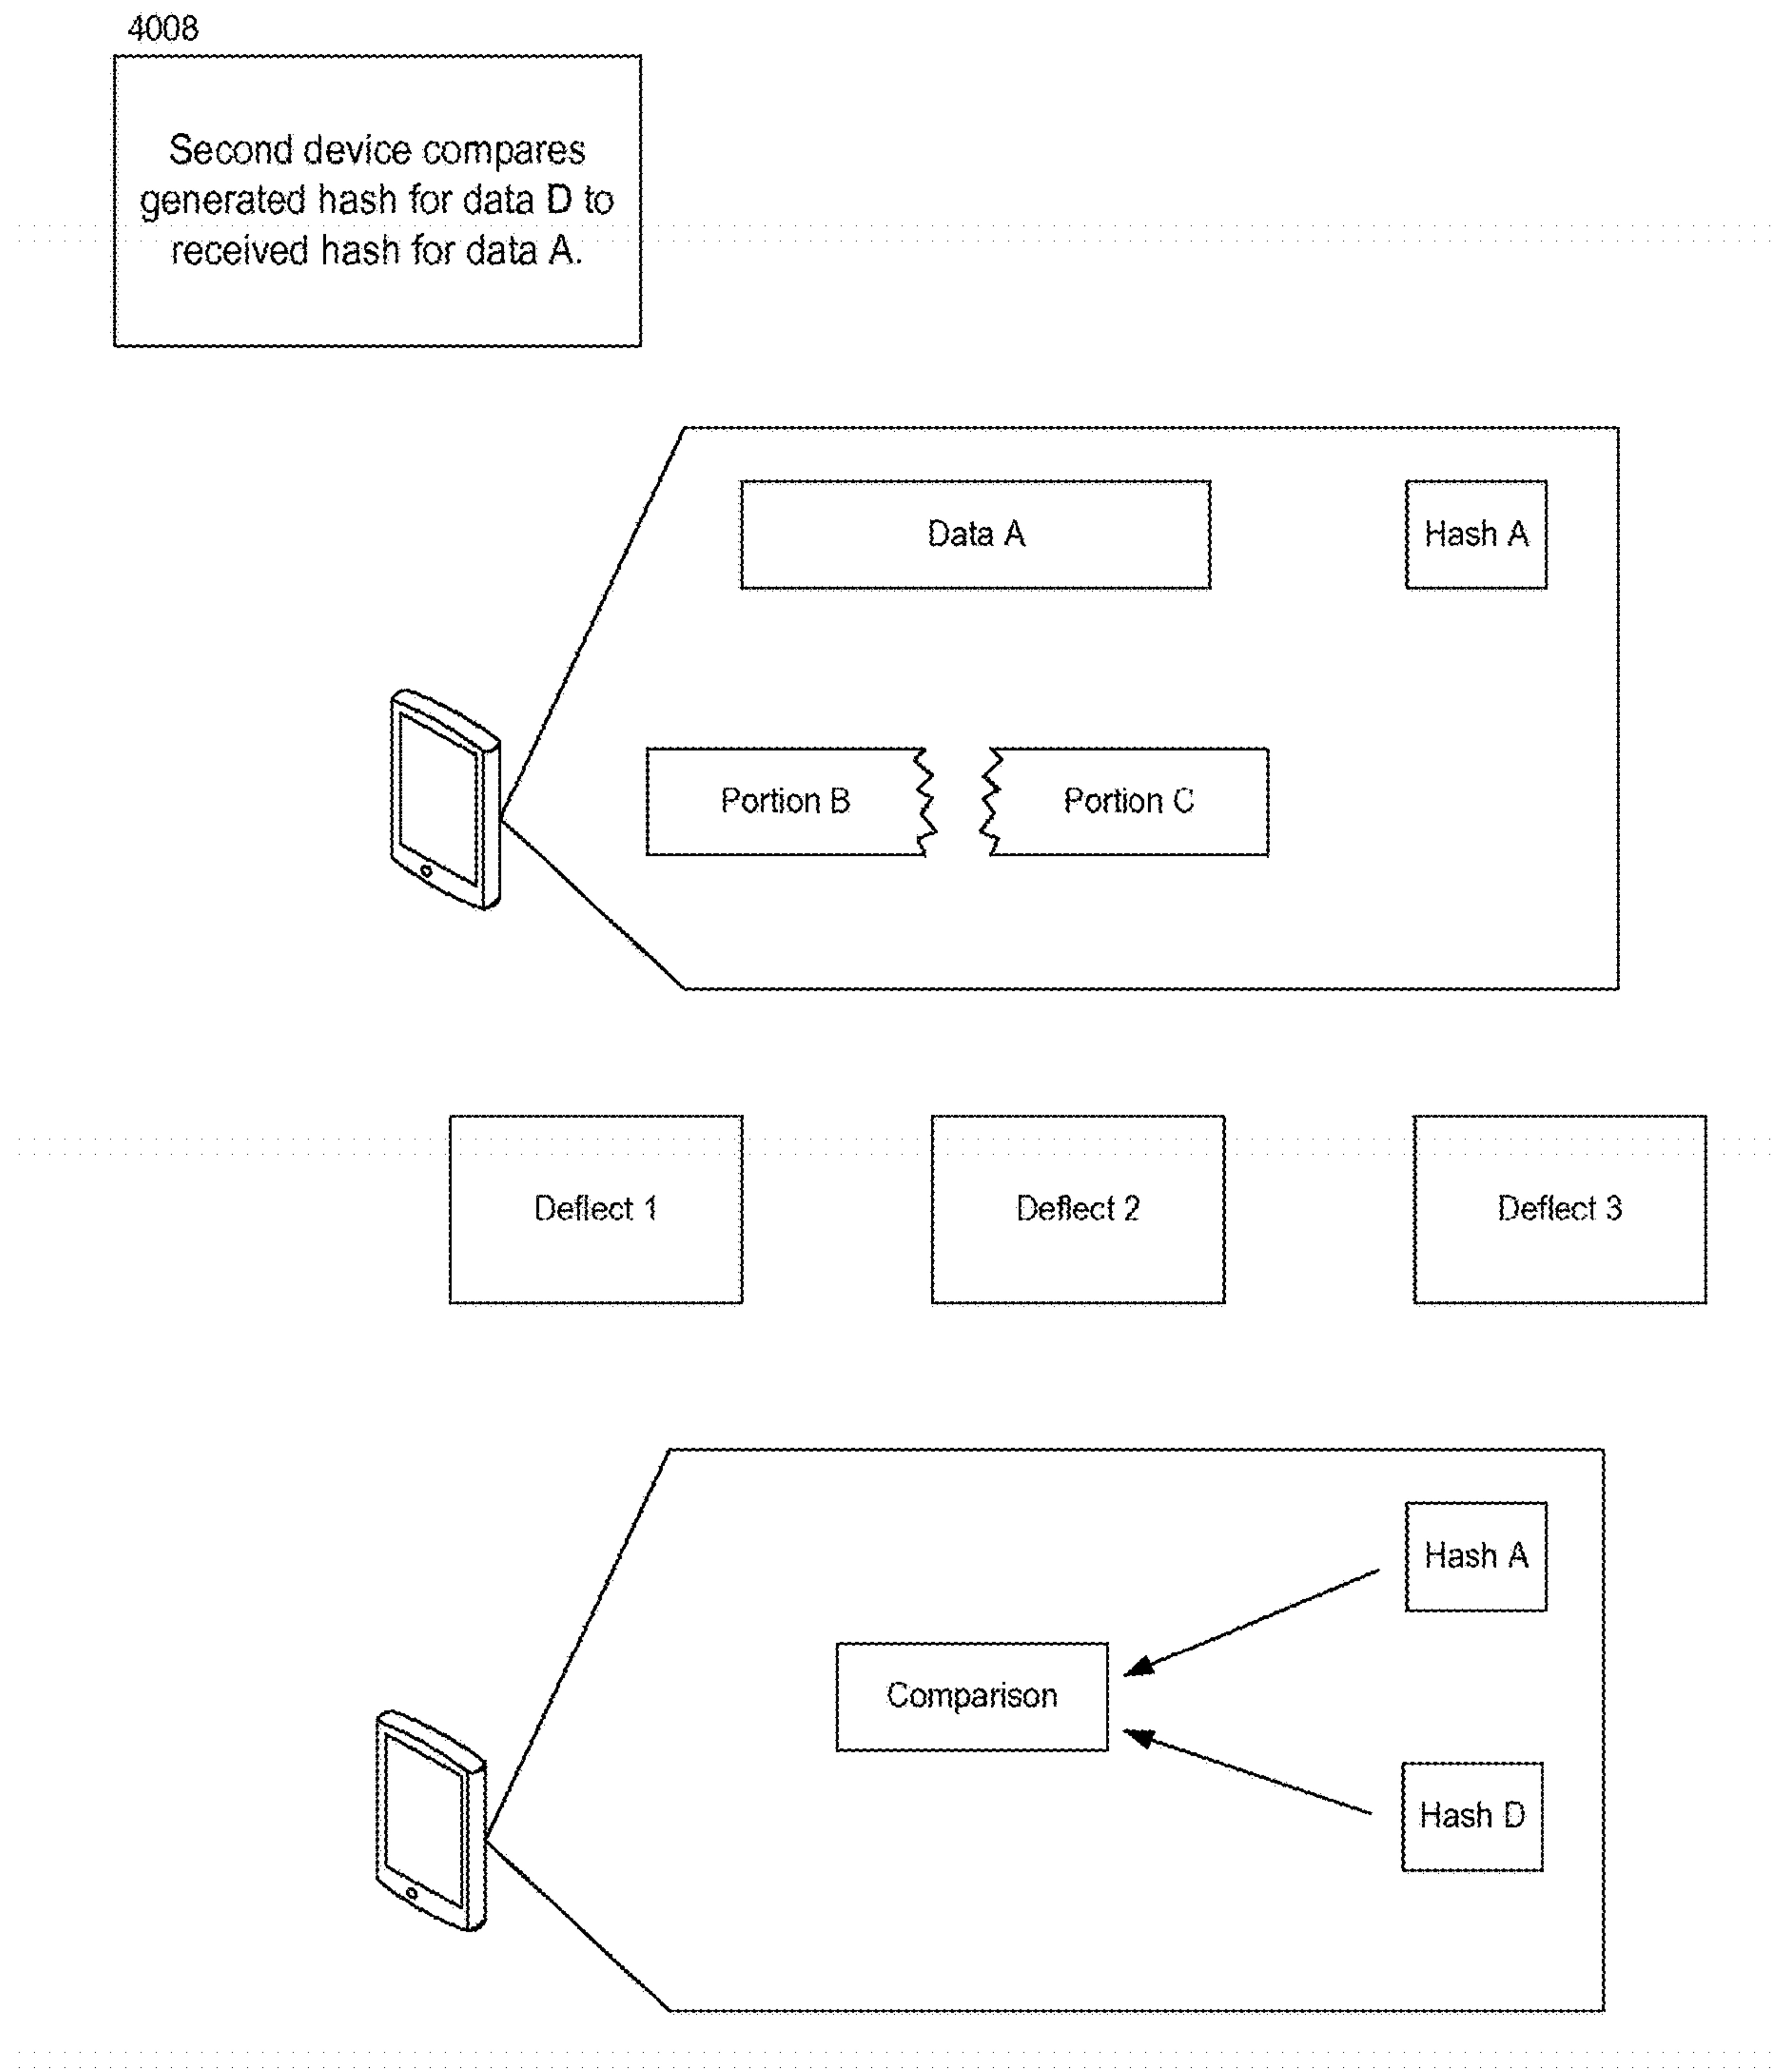 4008
Second device compares
generated hash for data D to
received hash for data A.
Data A
Hash A
Portion B
Portion C
Deflect 1
Deflect 2
Deflect 3
Hash A
Comparison
Hash D